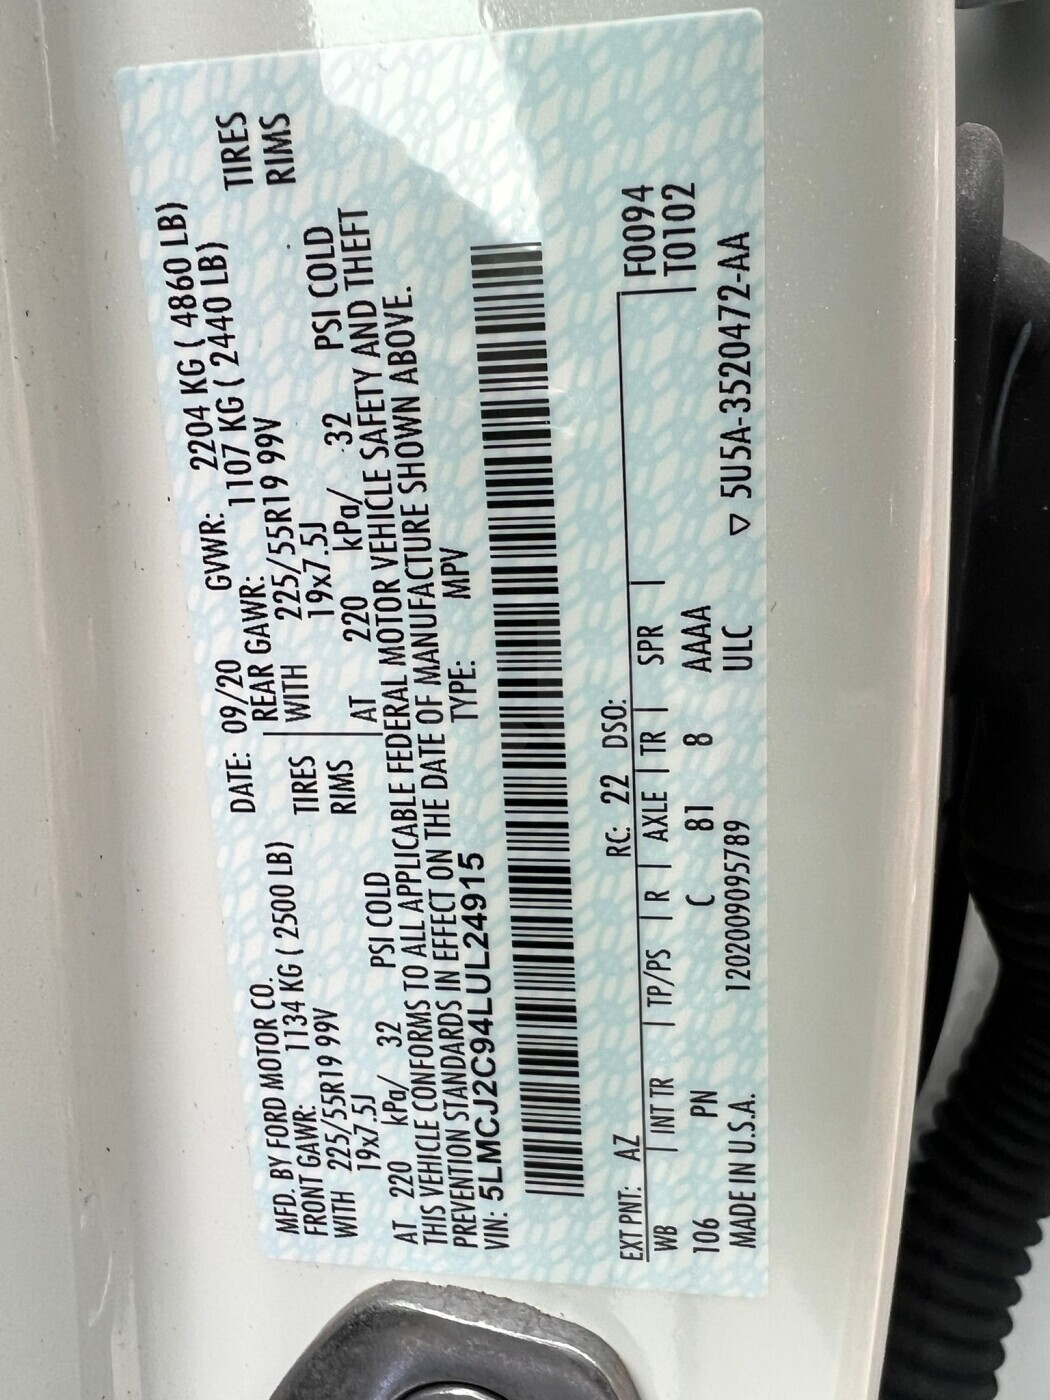 MFD. BY FORD MOTOR CO. DATE: 09/20 GVWR: 2204 KG ( 4860 LB)
FRONT GAWR: 1134 KG ( 2500 LB) REAR GAWR: 1107 KG ( 2440 LB)
WITH 225/55R19 99V TIRES WITH 225/55R19 99V TIRES
19x7.5J RIMS 19x7.5J RIMS
AT 220 kPa/ 32 PSI COLD AT 220 kPa/ 32 PSI COLD
THIS VEHICLE CONFORMS TO ALL APPLICABLE FEDERAL MOTOR VEHICLE SAFETY AND THEFT
PREVENTION STANDARDS IN EFFECT ON THE DATE OF MANUFACTURE SHOWN ABOVE.
VIN: 5LMCJ2C94LUL24915 TYPE: MPV
EXT PNT: AZ RC: 22 DSO: F0094
WB INT TR TP/PS R AXLE TR SPR T0102
106 PN C 81 8 AAAA
MADE IN U.S.A. 1202009095789 ULC ▽ 5U5A-3520472-AA